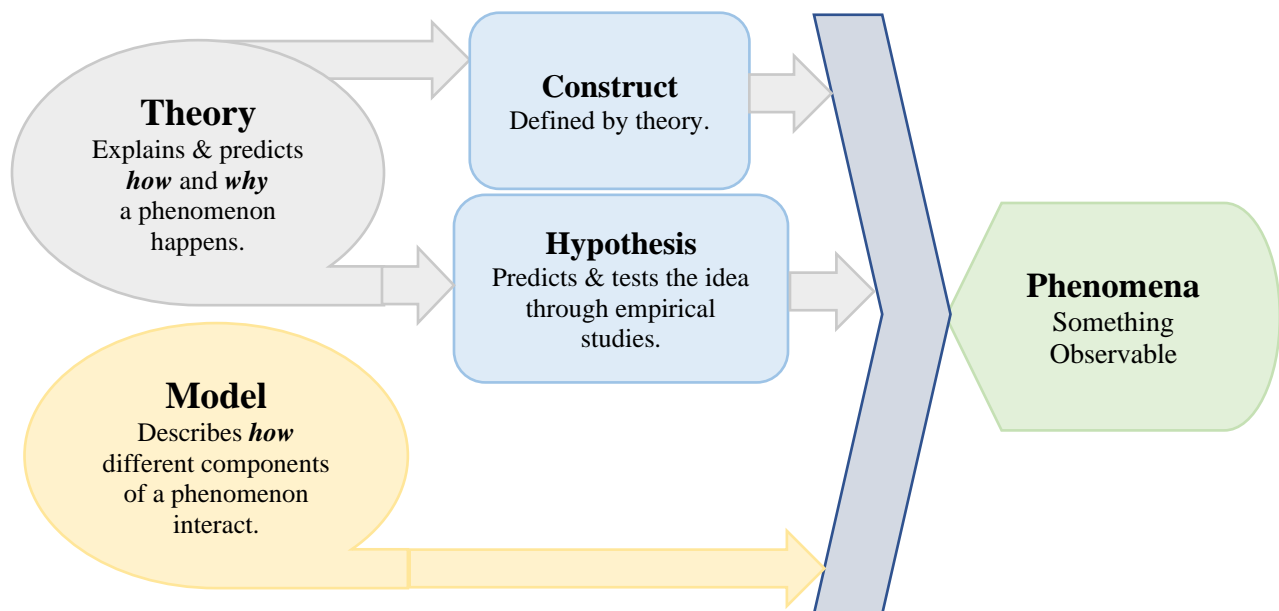 Theory
Explains & predicts
how and why
a phenomenon
happens.
Construct
Defined by theory.
Hypothesis
Predicts & tests the idea
through empirical
studies.
Model
Describes how
different components
of a phenomenon
interact.
Phenomena
Something
Observable